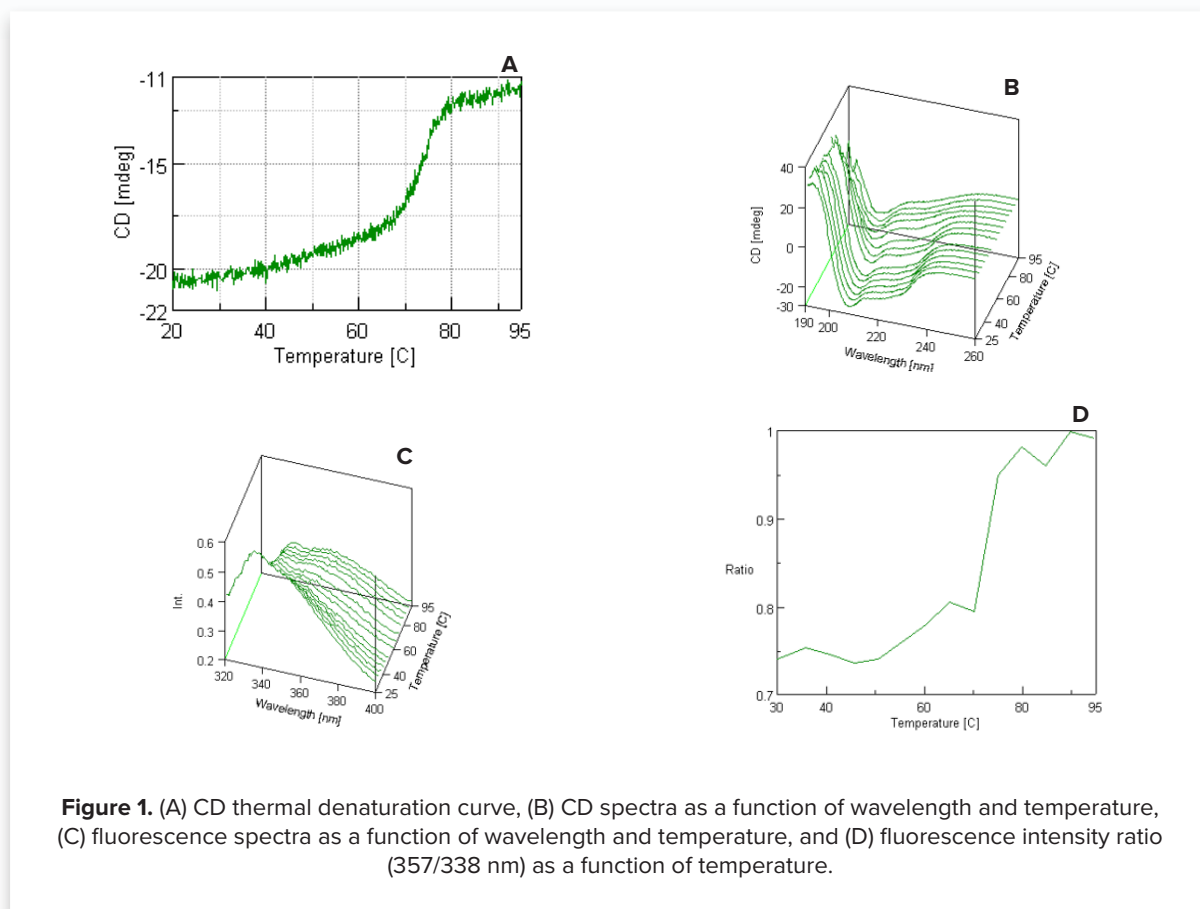 A
-11
-15
-20
-22
CD [mdeg]
20 40 60 80 95
Temperature [C]
B
40
20
0
-20
-30
CD [mdeg]
190 200 220 240 260
Wavelength [nm]
95
80
60
40
25
Temperature [C]
C
0.6
0.5
0.4
0.3
0.2
Int.
320 340 360 380 400
Wavelength [nm]
95
80
60
40
25
Temperature [C]
D
1
0.9
0.8
0.7
Ratio
30 40 60 80 95
Temperature [C]
Figure 1. (A) CD thermal denaturation curve, (B) CD spectra as a function of wavelength and temperature,
(C) fluorescence spectra as a function of wavelength and temperature, and (D) fluorescence intensity ratio
(357/338 nm) as a function of temperature.